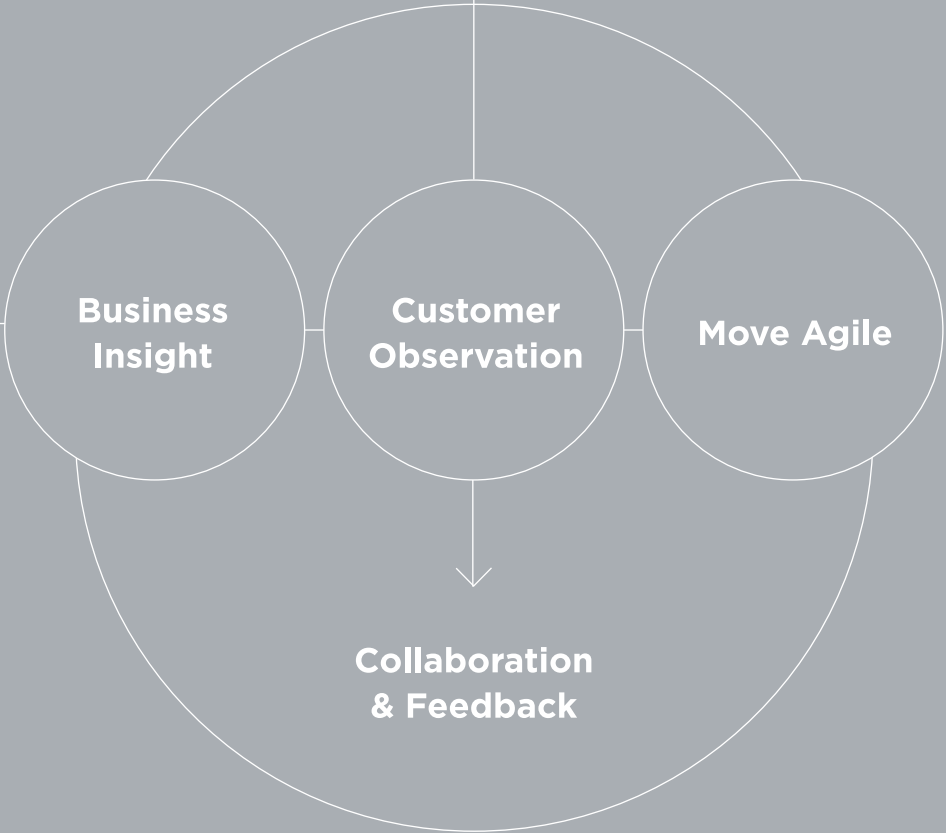 Business
Insight
Customer
Observation
Move Agile
Collaboration
& Feedback